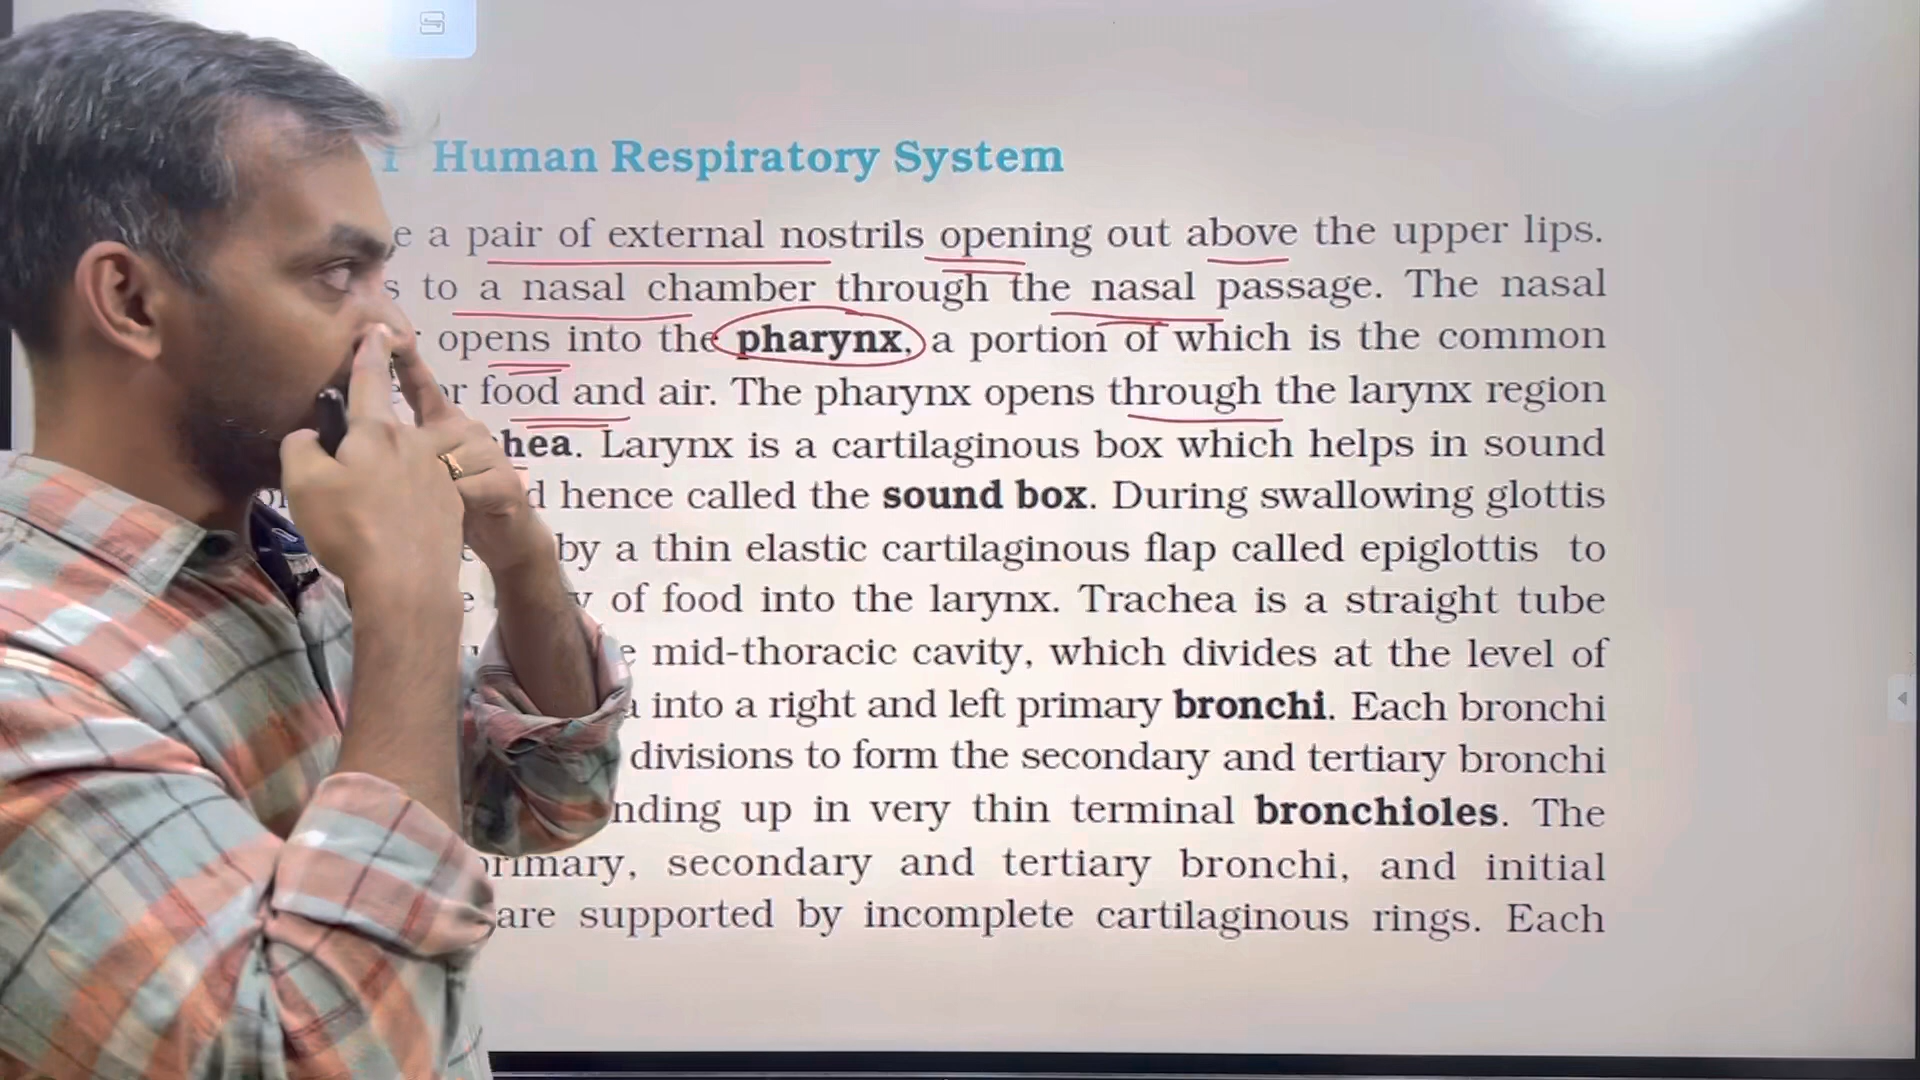 Human Respiratory System
a pair of external nostrils opening out above the upper lips.
to a nasal chamber through the nasal passage. The nasal
opens into the pharynx, a portion of which is the common
food and air. The pharynx opens through the larynx region
hea. Larynx is a cartilaginous box which helps in sound
hence called the sound box. During swallowing glottis
by a thin elastic cartilaginous flap called epiglottis to
of food into the larynx. Trachea is a straight tube
mid-thoracic cavity, which divides at the level of
into a right and left primary bronchi. Each bronchi
divisions to form the secondary and tertiary bronchi
nding up in very thin terminal bronchioles. The
primary, secondary and tertiary bronchi, and initial
are supported by incomplete cartilaginous rings. Each